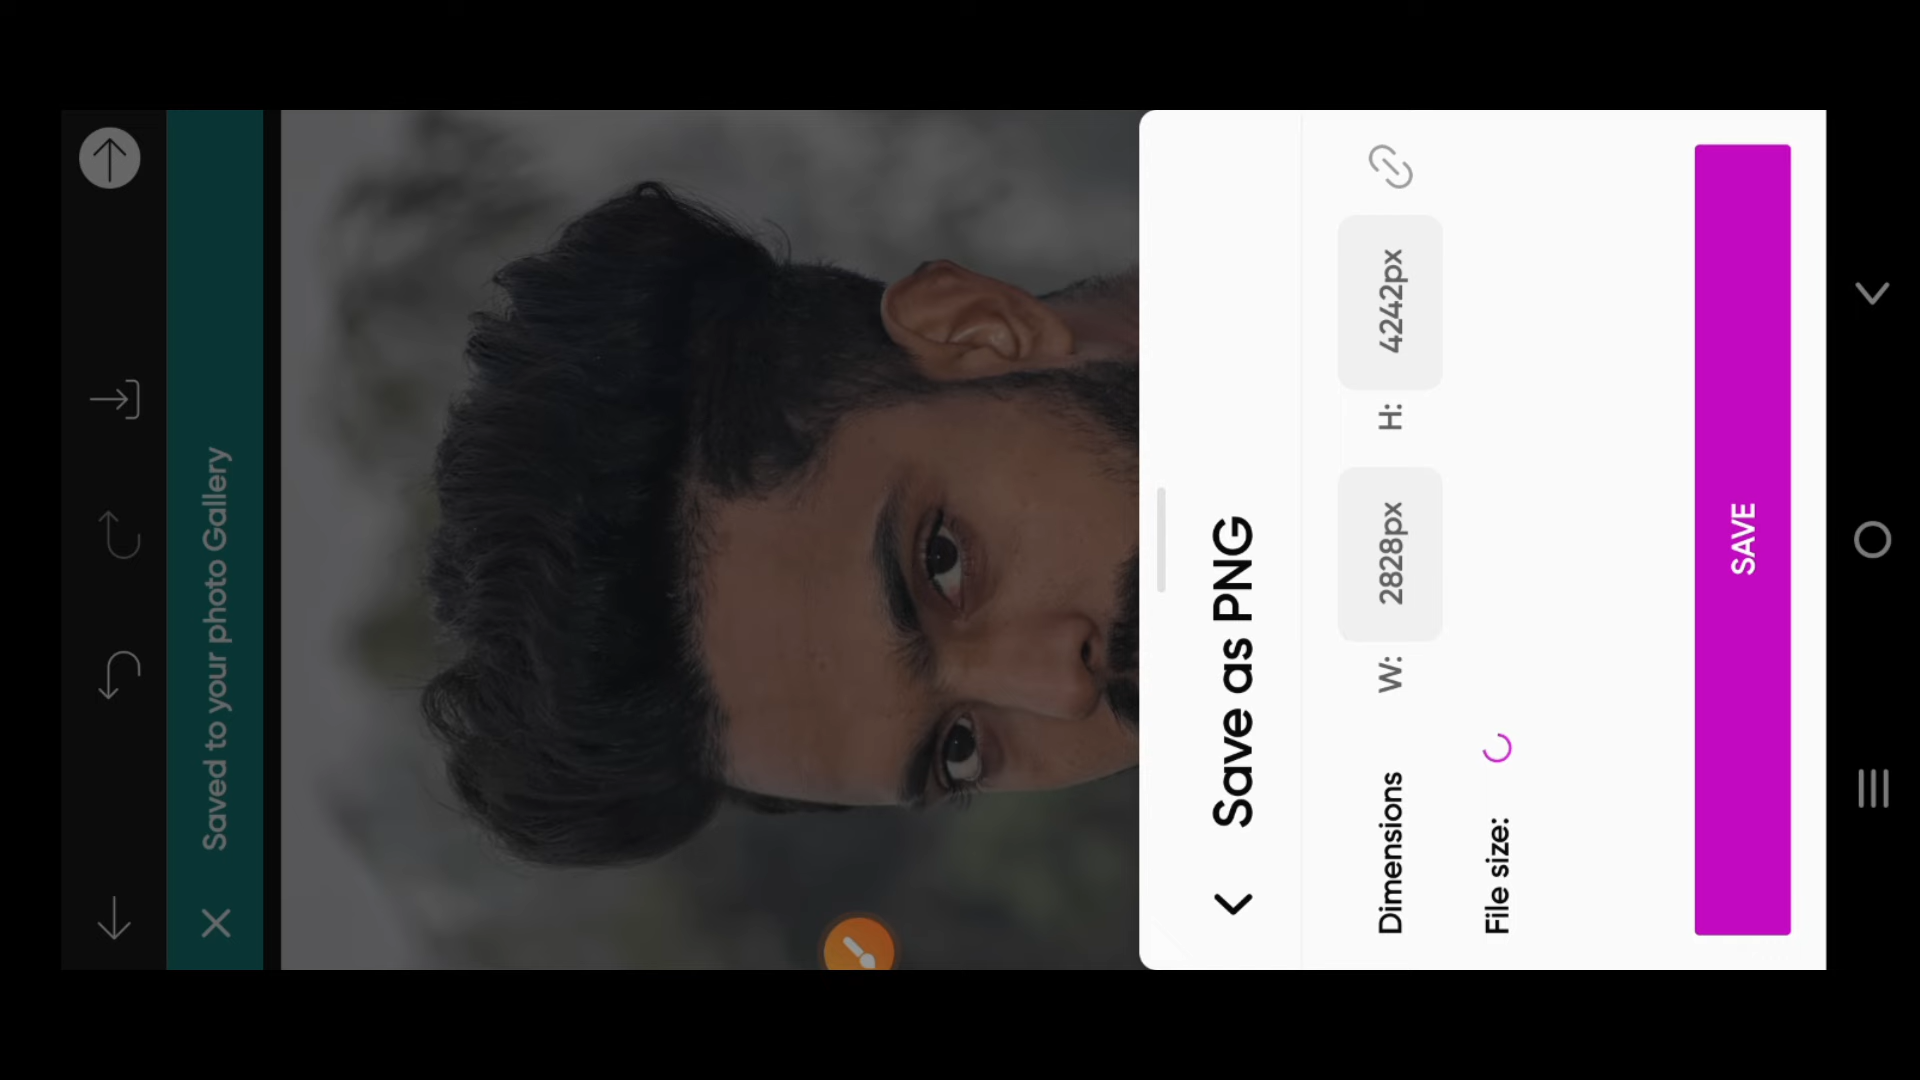 Saved to your photo Gallery
Save as PNG
Dimensions W: 2828px H: 4242px
File size:
SAVE